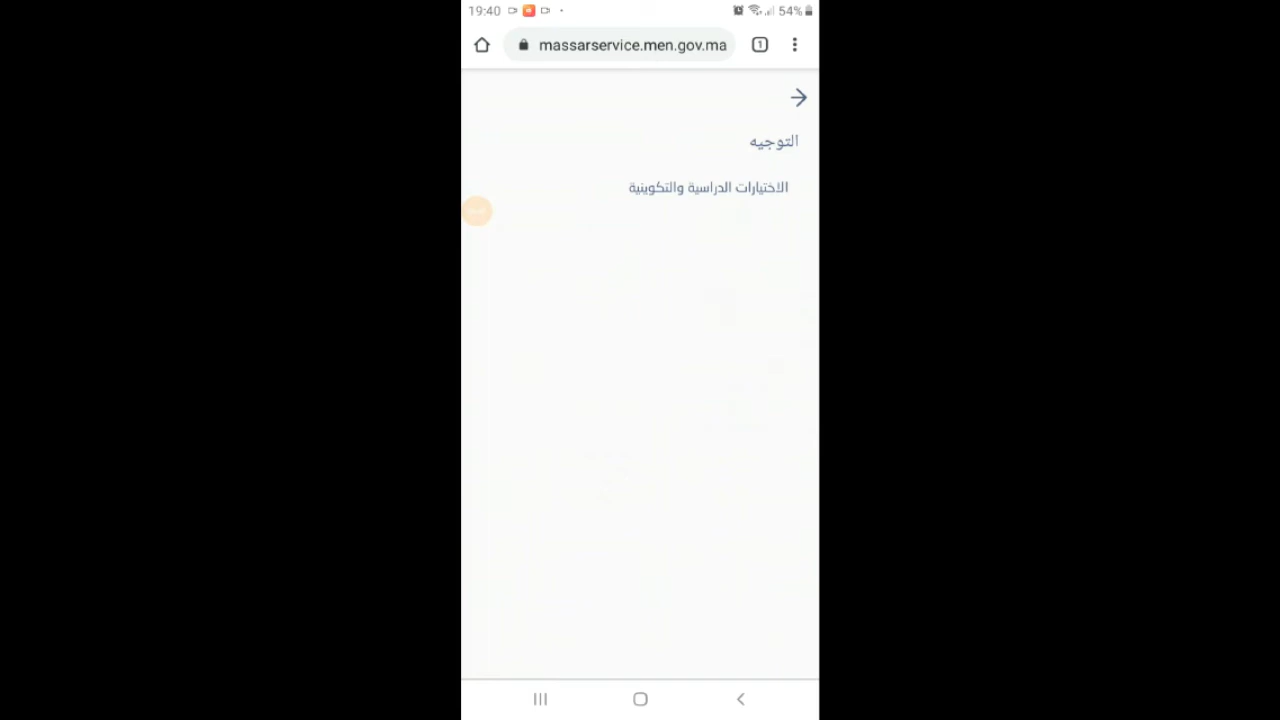 19:40
54%
massarservice.men.gov.ma
1
التوجيه
الاختيارات الدراسية والتكوينية